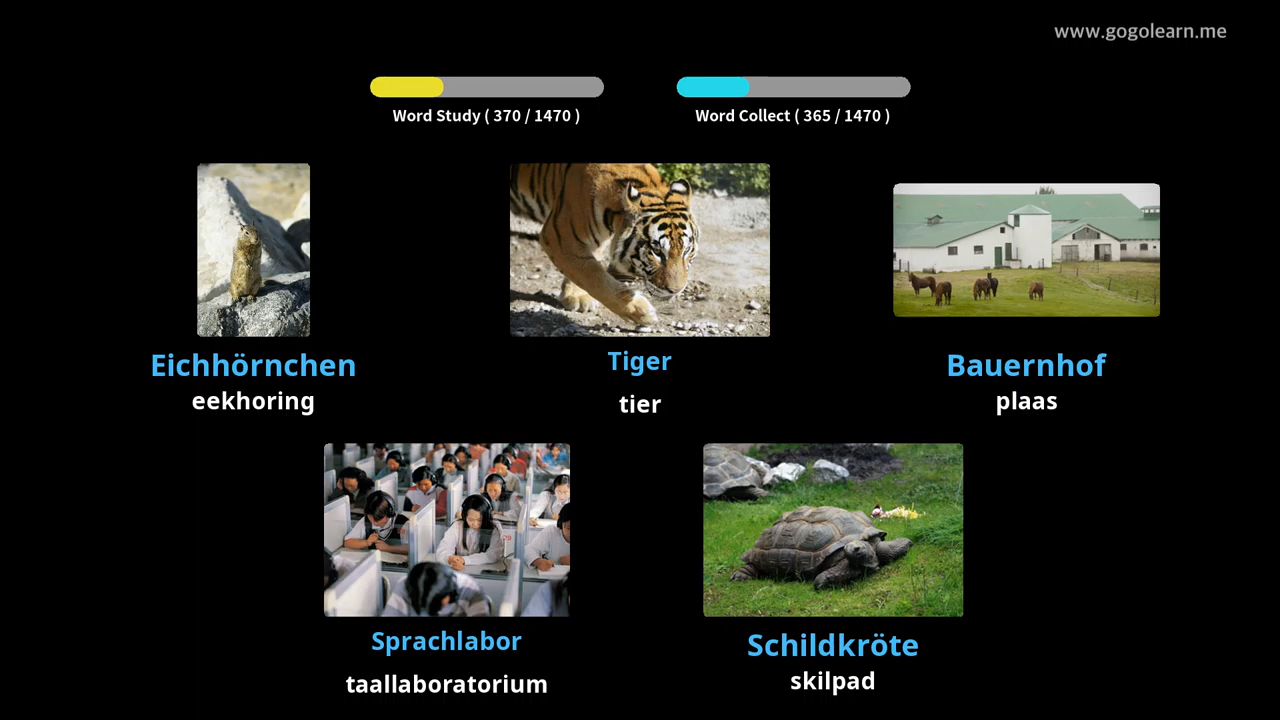 www.gogolearn.me
Word Study ( 370 / 1470 )
Word Collect ( 365 / 1470 )
Eichhörnchen
eekhoring
Tiger
tier
Bauernhof
plaas
Sprachlabor
taallaboratorium
Schildkröte
skilpad